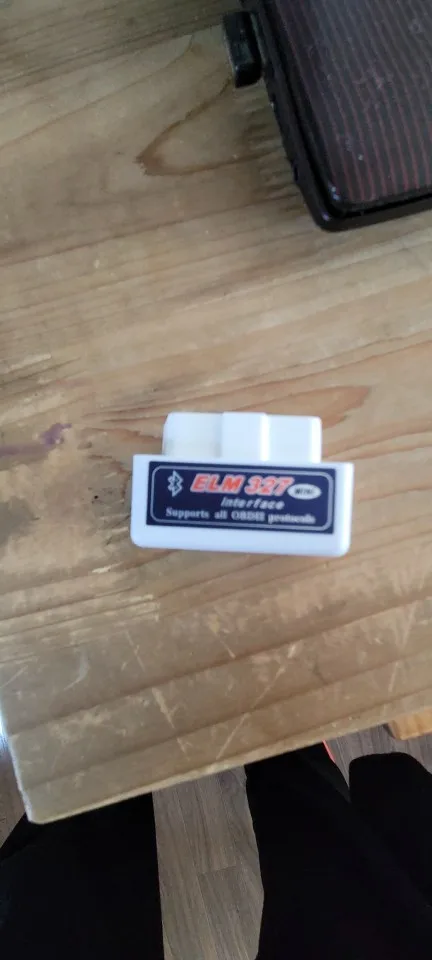 ELM 327 MINI
Interface
Supports all OBDII protocols